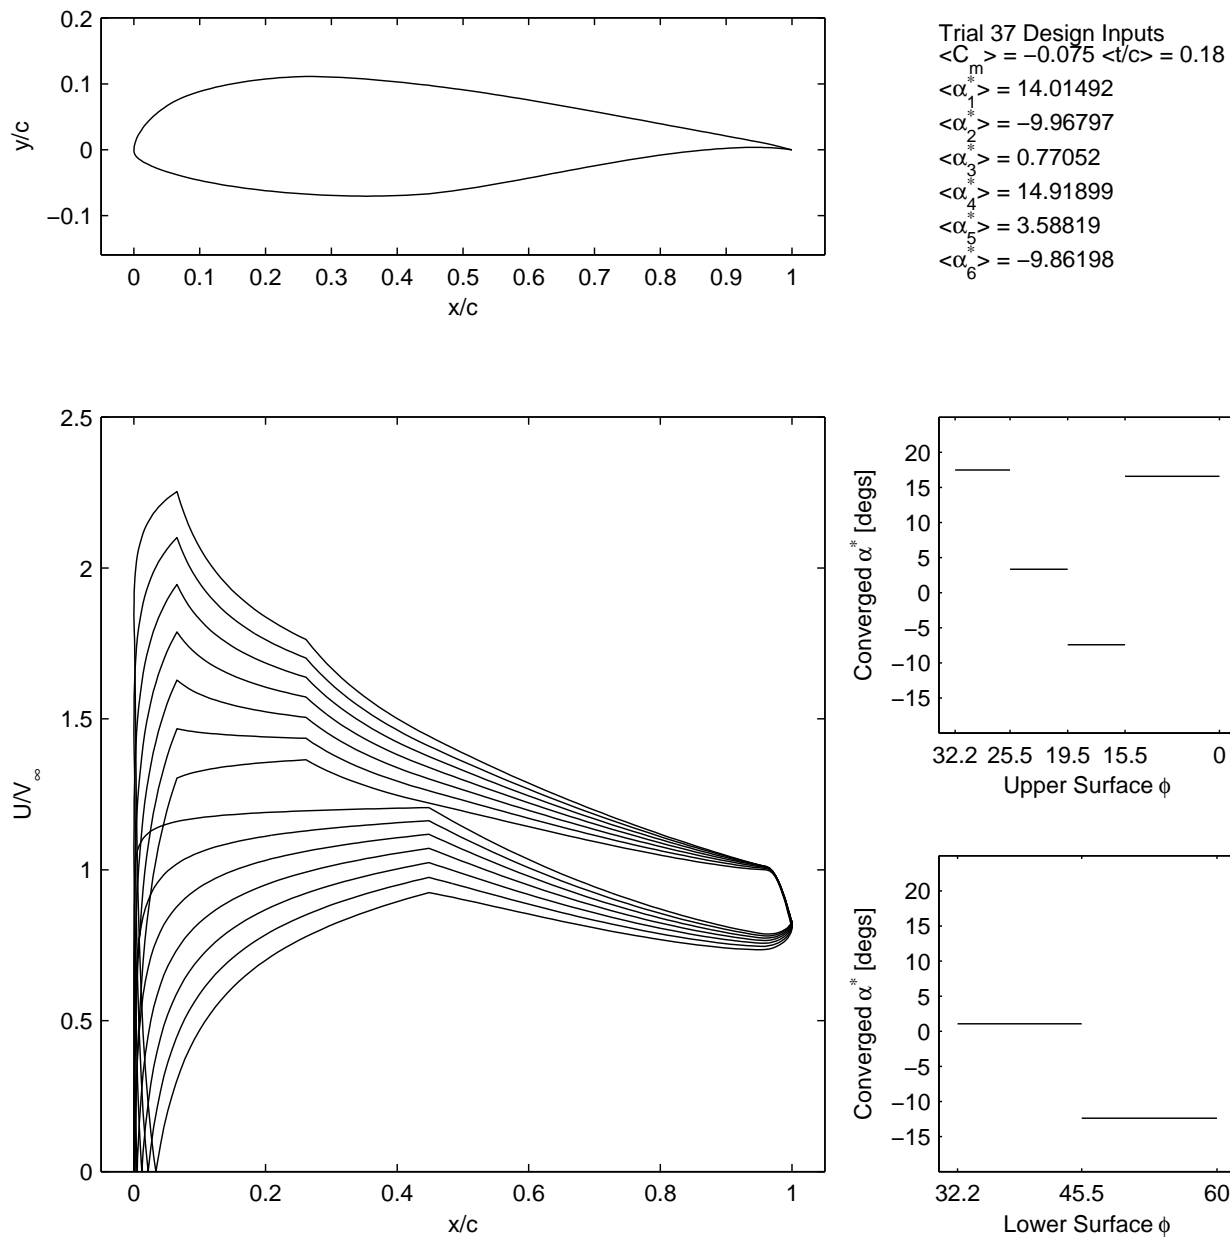 0.2
0.1
0
−0.1
y/c
0 0.1 0.2 0.3 0.4 0.5 0.6 0.7 0.8 0.9 1
x/c
Trial 37 Design Inputs
<C_m> = −0.075 <t/c> = 0.18
<α*_1> = 14.01492
<α*_2> = −9.96797
<α*_3> = 0.77052
<α*_4> = 14.91899
<α*_5> = 3.58819
<α*_6> = −9.86198
2.5
2
1.5
1
0.5
0
U/V_∞
0 0.2 0.4 0.6 0.8 1
x/c
20
15
10
5
0
−5
−10
−15
Converged α* [degs]
32.2 25.5 19.5 15.5 0
Upper Surface ϕ
20
15
10
5
0
−5
−10
−15
Converged α* [degs]
32.2 45.5 60
Lower Surface ϕ